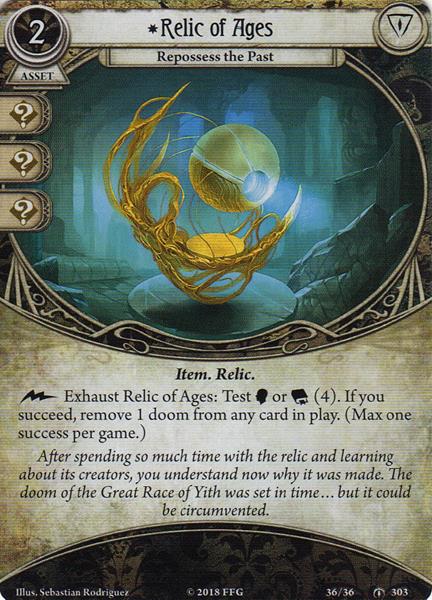 2
*Relic of Ages
ASSET
Repossess the Past
?
?
?
Item. Relic.
Exhaust Relic of Ages: Test or (4). If you
succeed, remove 1 doom from any card in play. (Max one
success per game.)
After spending so much time with the relic and learning
about its creators, you understand now why it was made. The
doom of the Great Race of Yith was set in time… but it could
be circumvented.
Illus. Sebastian Rodriguez © 2018 FFG 36/36 303